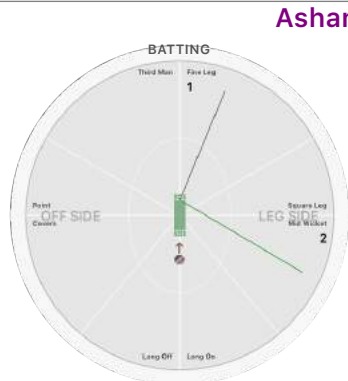 Ashar
BATTING
Third Man Fine Leg
1
Point Square Leg
OFF SIDE LEG SIDE
Covers Mid Wicket
2
Long Off Long On